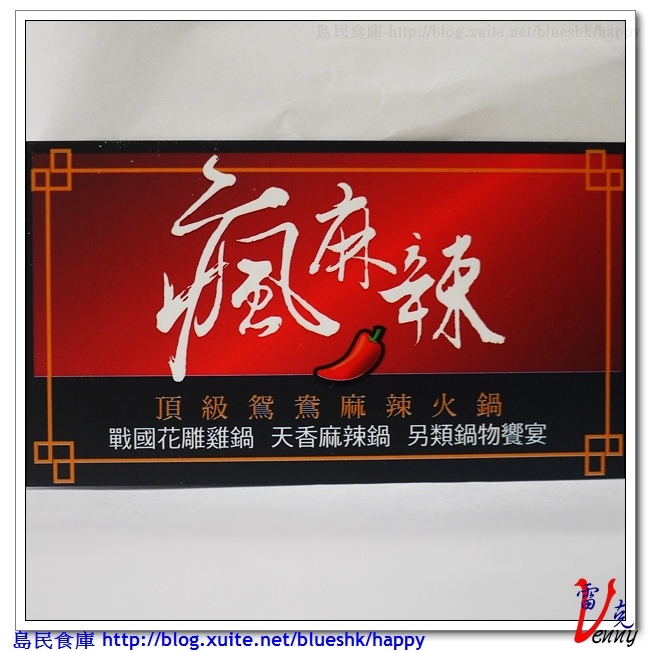 島民食庫-http://blog.xuite.net/blueshk/happy
瘋麻辣
頂級鴛鴦麻辣火鍋
戰國花雕雞鍋 天香麻辣鍋 另類鍋物饗宴
雷克
Venny
島民食庫 http://blog.xuite.net/blueshk/happy